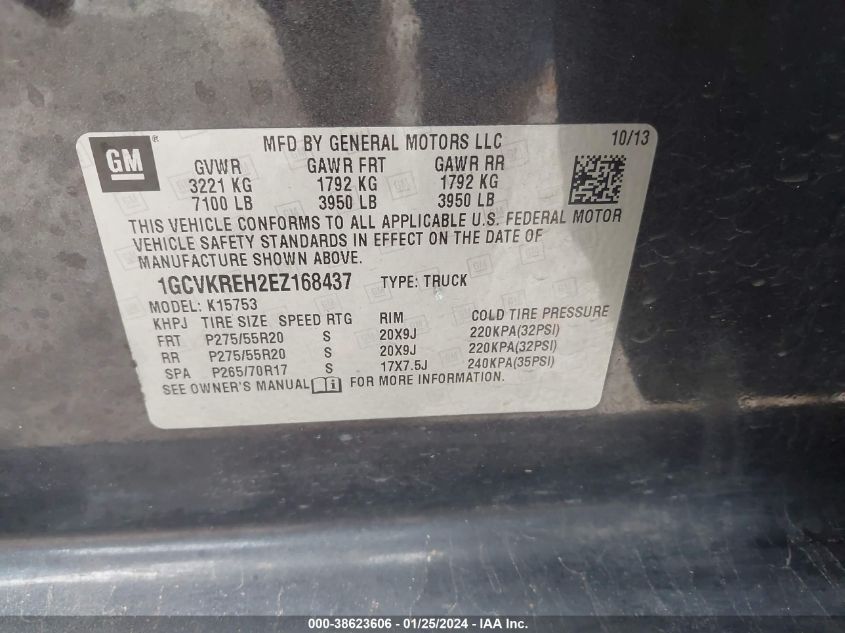 GM
®
MFD BY GENERAL MOTORS LLC 10/13
GVWR GAWR FRT GAWR RR
3221 KG 1792 KG 1792 KG
7100 LB 3950 LB 3950 LB
THIS VEHICLE CONFORMS TO ALL APPLICABLE U.S. FEDERAL MOTOR
VEHICLE SAFETY STANDARDS IN EFFECT ON THE DATE OF
MANUFACTURE SHOWN ABOVE.
1GCVKREH2EZ168437 TYPE: TRUCK
MODEL: K15753
KHPJ TIRE SIZE SPEED RTG RIM COLD TIRE PRESSURE
FRT P275/55R20 S 20X9J 220KPA(32PSI)
RR P275/55R20 S 20X9J 220KPA(32PSI)
SPA P265/70R17 S 17X7.5J 240KPA(35PSI)
SEE OWNER'S MANUAL FOR MORE INFORMATION.
000-38623606 - 01/25/2024 - IAA Inc.